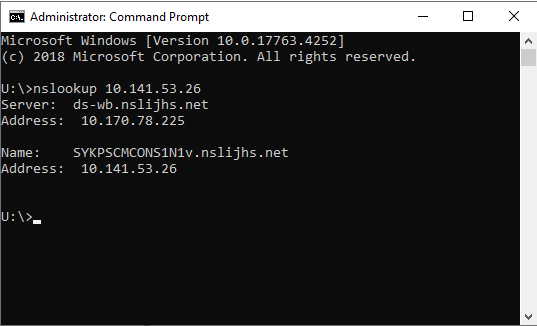 Administrator: Command Prompt
Microsoft Windows [Version 10.0.17763.4252]
(c) 2018 Microsoft Corporation. All rights reserved.
U:\>nslookup 10.141.53.26
Server:  ds-wb.nslijhs.net
Address:  10.170.78.225
Name:    SYKPSCMCONS1N1v.nslijhs.net
Address:  10.141.53.26
U:\>